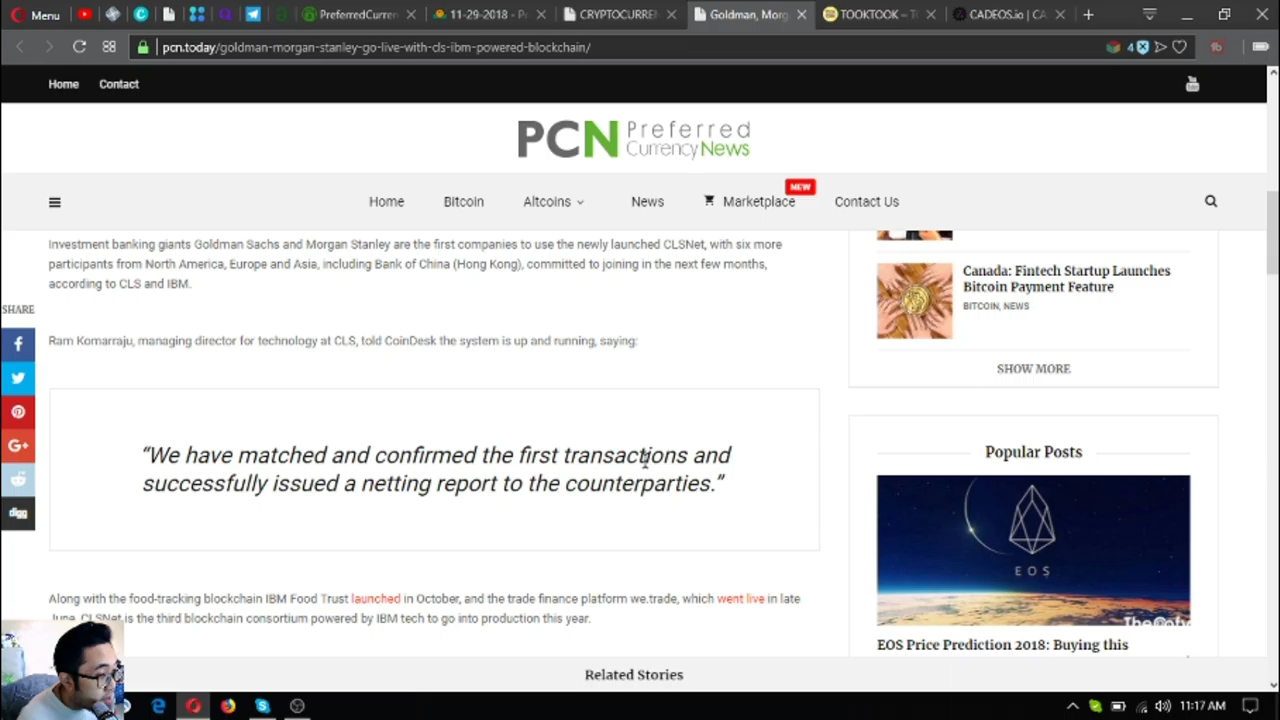 Menu
PreferredCurre
11-29-2018 - P
CRYPTOCURRE
Goldman, Morg
TOOKTOOK – T
CADEOS.io | CA
pcn.today/goldman-morgan-stanley-go-live-with-cls-ibm-powered-blockchain/
4
Home
Contact
You Tube
PCN Preferred
CurrencyNews
NEW
Home
Bitcoin
Altcoins
News
Marketplace
Contact Us
Investment banking giants Goldman Sachs and Morgan Stanley are the first companies to use the newly launched CLSNet, with six more
participants from North America, Europe and Asia, including Bank of China (Hong Kong), committed to joining in the next few months,
according to CLS and IBM.
SHARE
Ram Komarraju, managing director for technology at CLS, told CoinDesk the system is up and running, saying:
G+
digg
“We have matched and confirmed the first transactions and
successfully issued a netting report to the counterparties.”
Along with the food-tracking blockchain IBM Food Trust launched in October, and the trade finance platform we.trade, which went live in late
June, CLSNet is the third blockchain consortium powered by IBM tech to go into production this year.
Canada: Fintech Startup Launches
Bitcoin Payment Feature
BITCOIN, NEWS
SHOW MORE
Popular Posts
EOS
EOS Price Prediction 2018: Buying this
Related Stories
11:17 AM